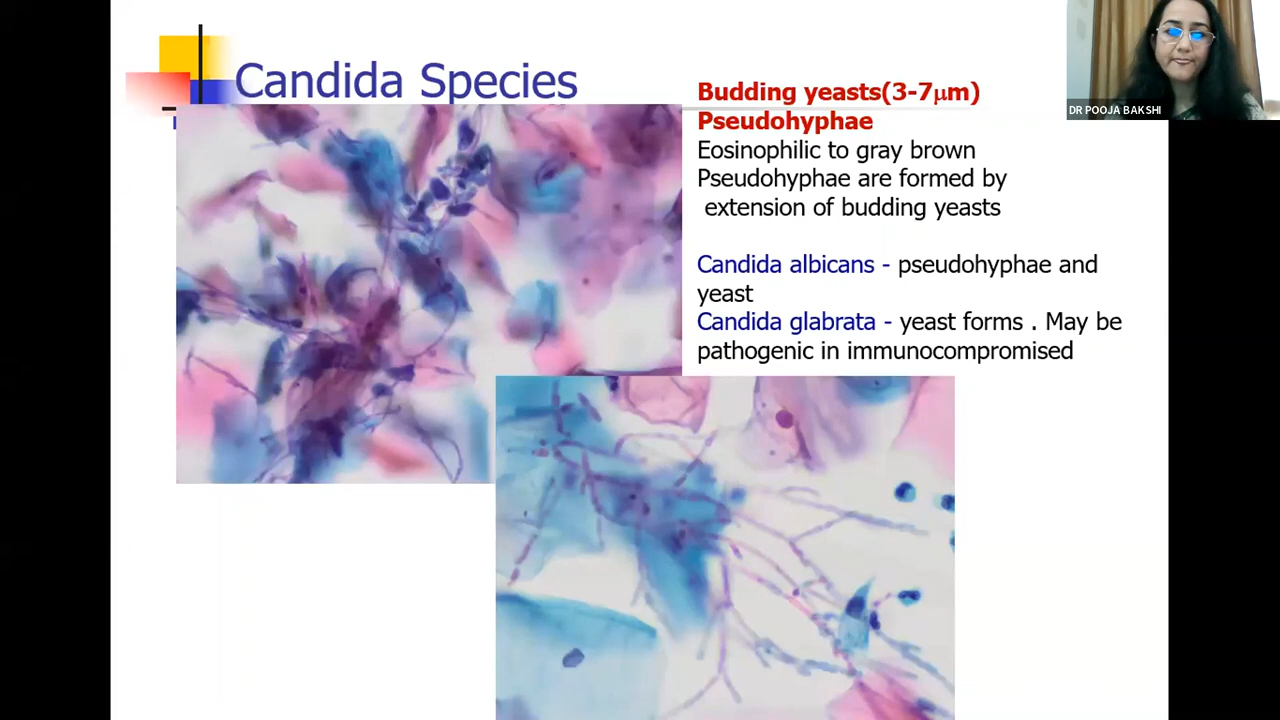 Candida Species
Budding yeasts(3-7μm)
Pseudohyphae
Eosinophilic to gray brown
Pseudohyphae are formed by
extension of budding yeasts
Candida albicans - pseudohyphae and
yeast
Candida glabrata - yeast forms . May be
pathogenic in immunocompromised
DR POOJA BAKSHI